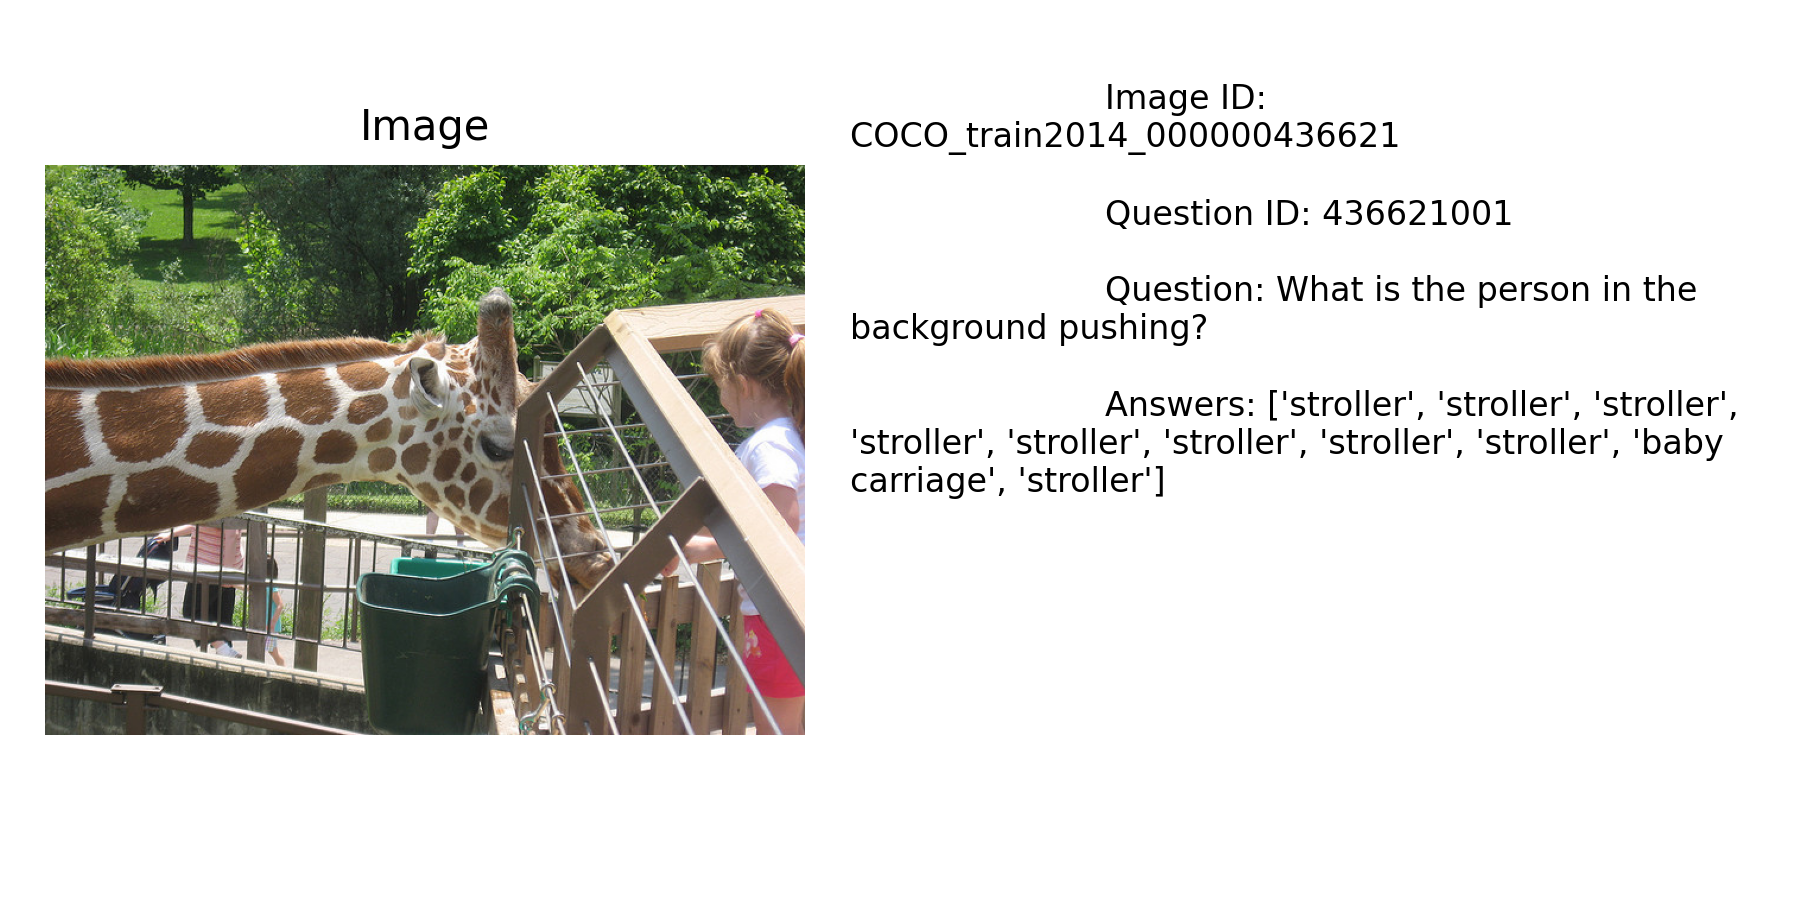 Image
Image ID:
COCO_train2014_000000436621
Question ID: 436621001
Question: What is the person in the
background pushing?
Answers: ['stroller', 'stroller', 'stroller',
'stroller', 'stroller', 'stroller', 'stroller', 'stroller', 'baby
carriage', 'stroller']